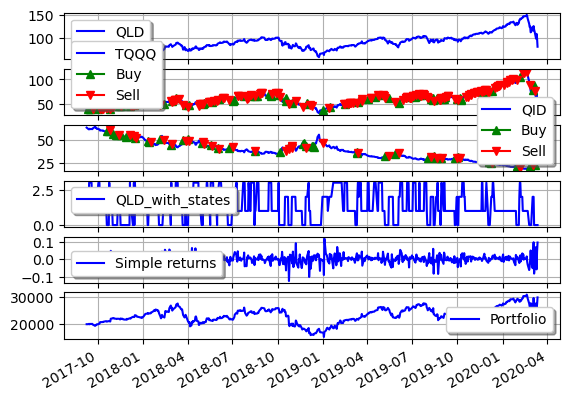 150
100
QLD
TQQQ
Buy
Sell
100
50
QID
Buy
Sell
50
25
2.5
0.0
QLD_with_states
0.1
0.0
−0.1
Simple returns
30000
20000
Portfolio
2017-10
2018-01
2018-04
2018-07
2018-10
2019-01
2019-04
2019-07
2019-10
2020-01
2020-04